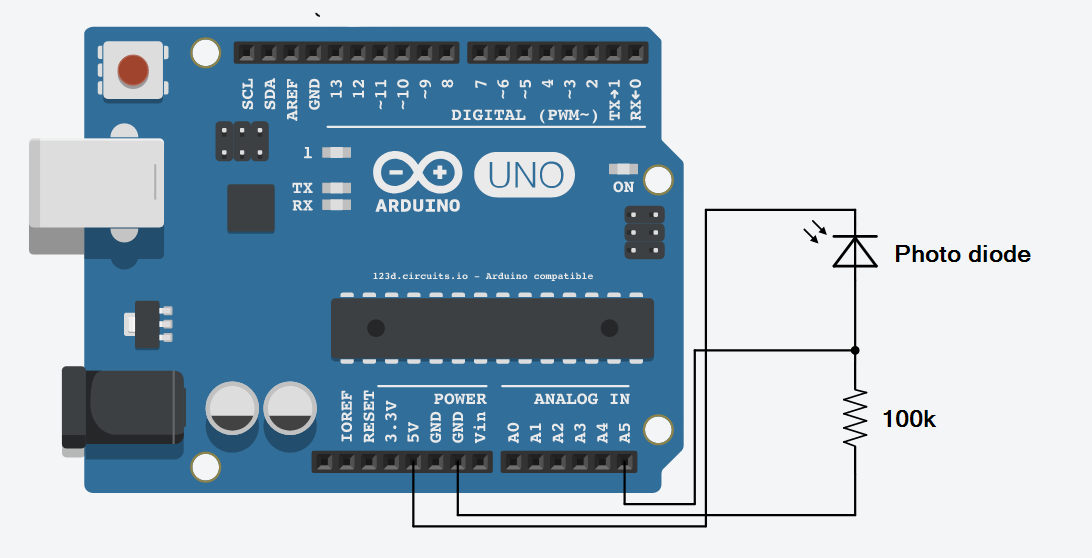 SCL
SDA
AREF
GND
13
12
~11
~10
~9
8
7
~6
~5
4
~3
2
TX→1
RX←0
DIGITAL (PWM~)
1
TX
RX
ARDUINO
UNO
ON
123d.circuits.io - Arduino compatible
Photo diode
IOREF
RESET
3.3V
5V
GND
GND
Vin
POWER
ANALOG IN
A0
A1
A2
A3
A4
A5
100k